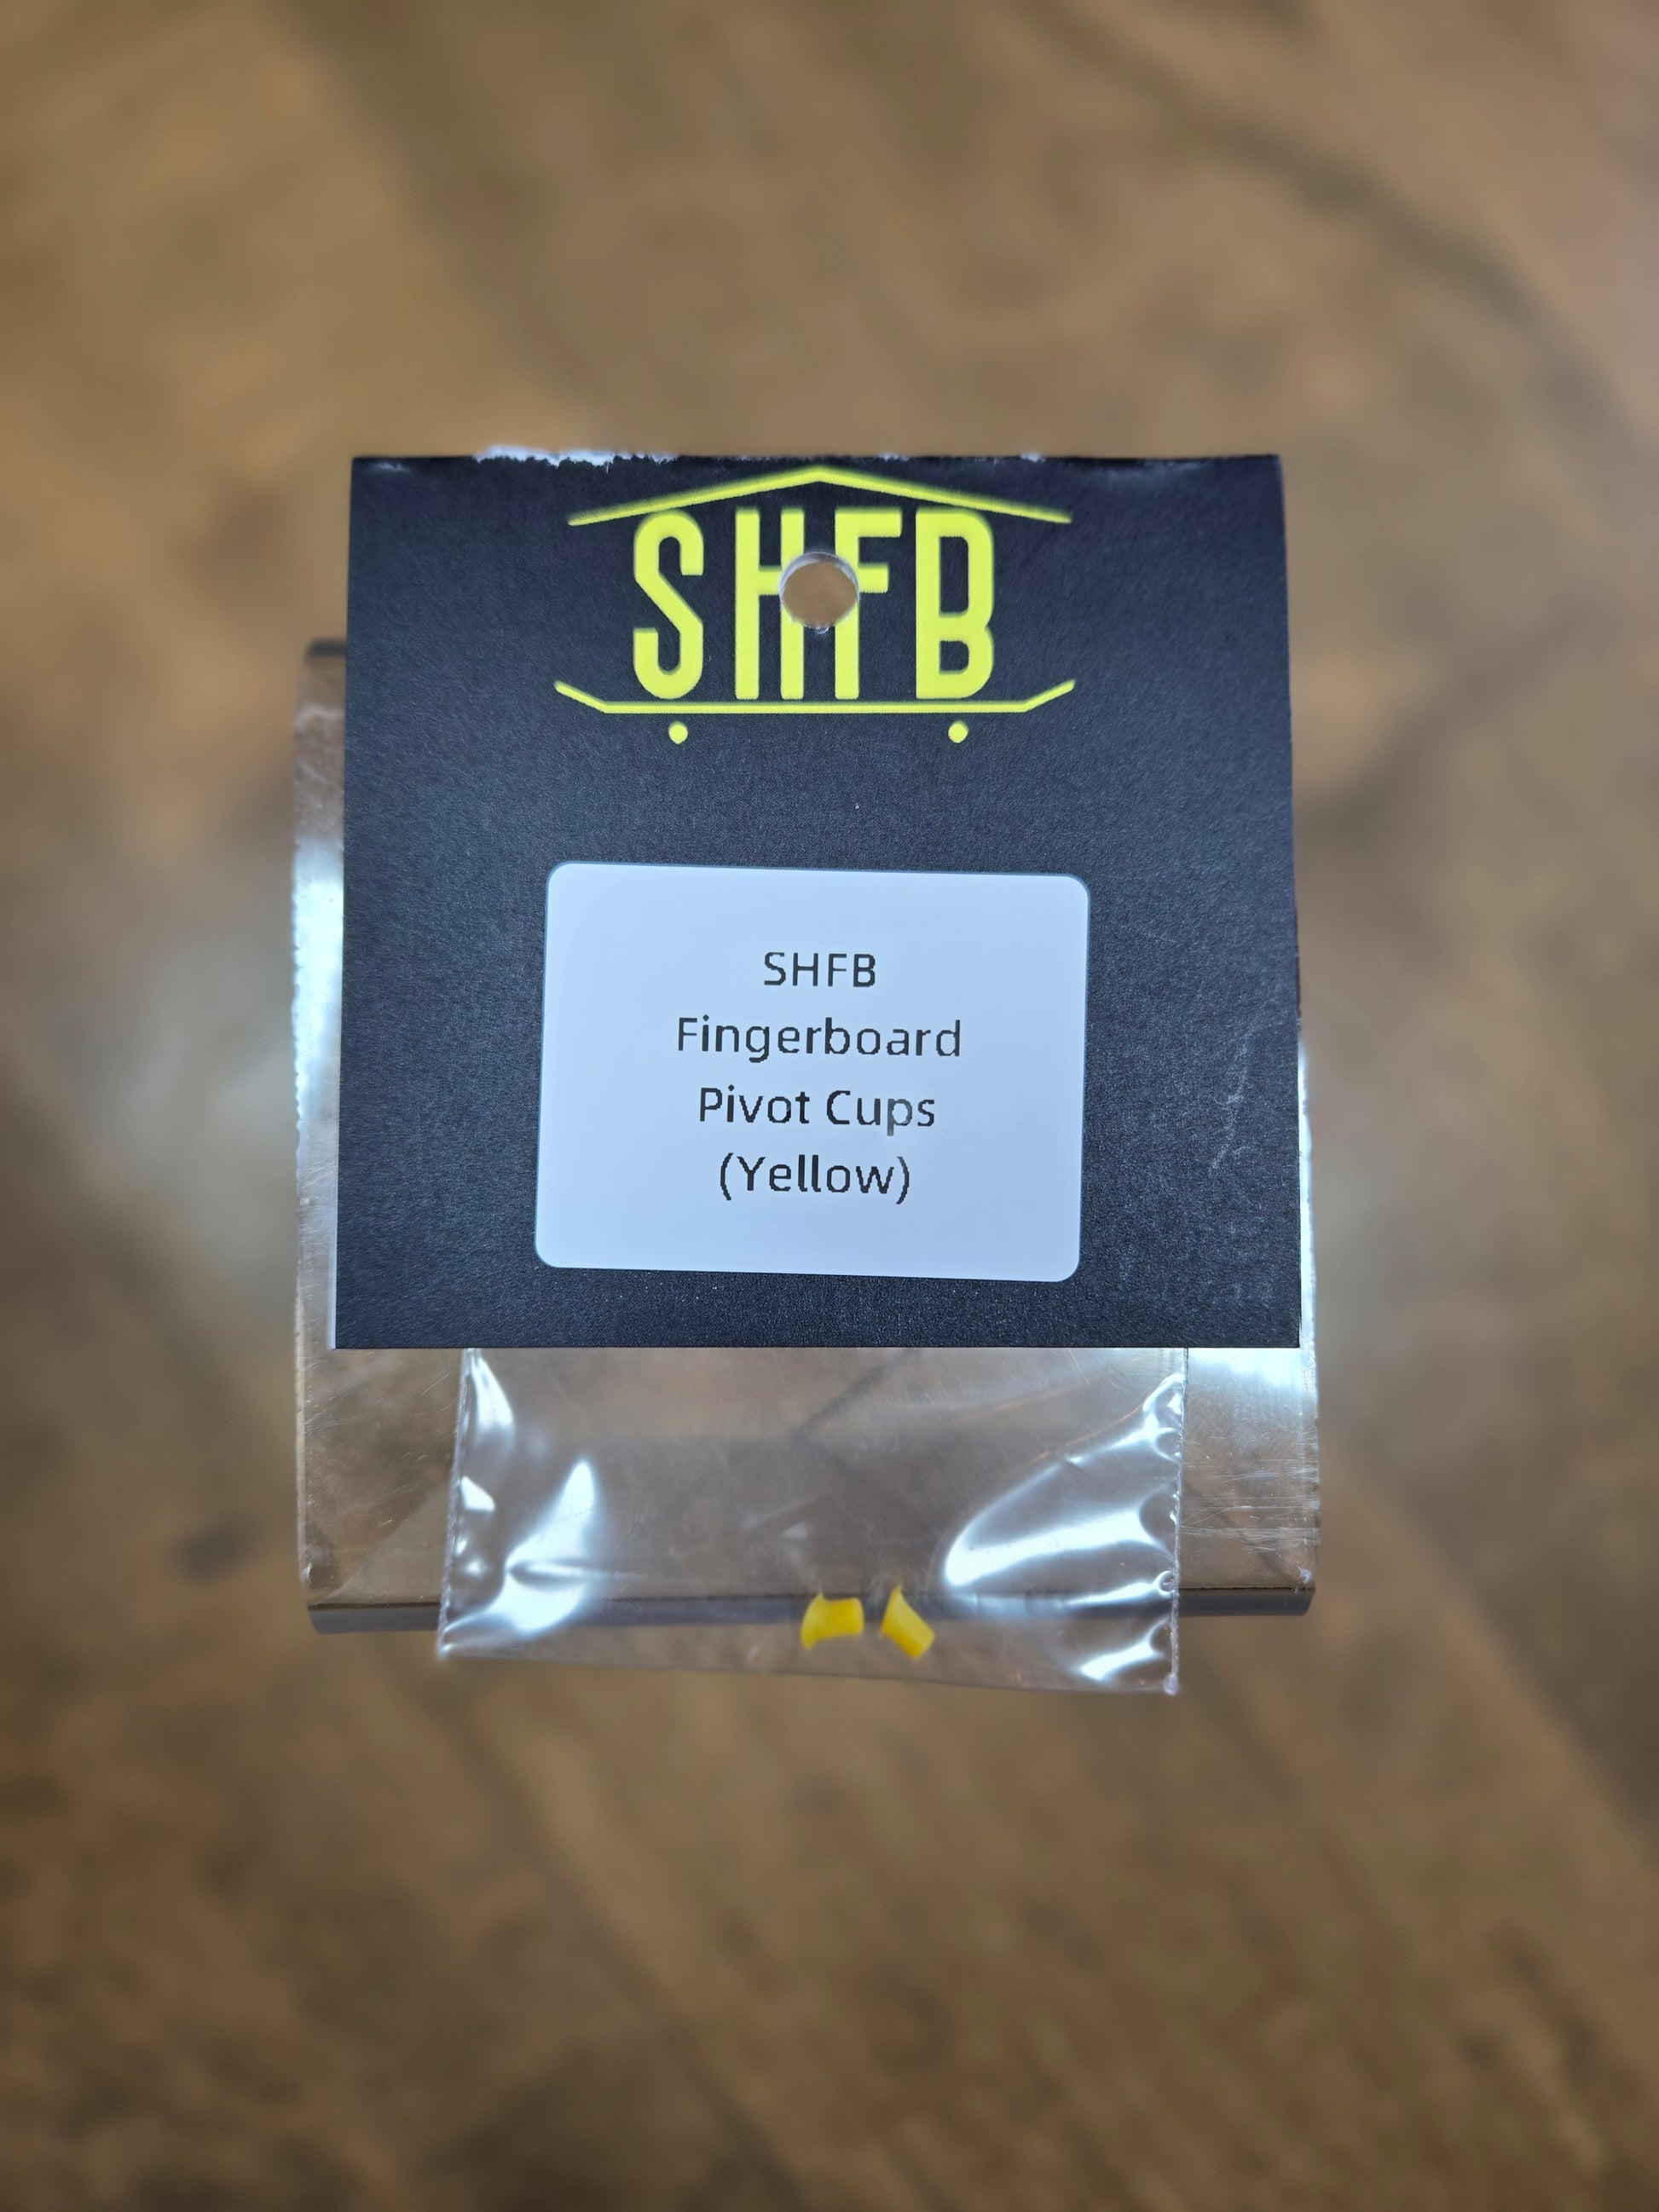 SHFB
SHFB
Fingerboard
Pivot Cups
(Yellow)